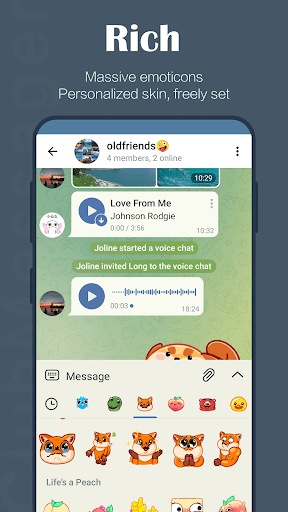 Rich
Massive emoticons
Personalized skin, freely set
oldfriends🤪
4 members, 2 online
10:29
Love From Me
Johnson Rodgie
0:00 / 3:56
10:32
Joline started a voice chat
Joline invited Long to the voice chat
00:03
18:24
Message
Life's a Peach